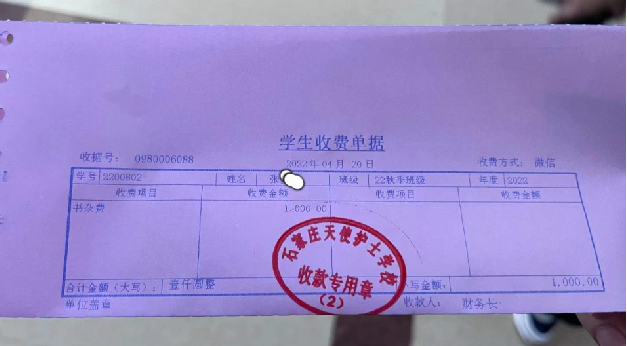 学生收费单据
收据号： 0980006088 2022年04月20日 收费方式： 微信
学号 2200802 姓名 张 班级 22秋季班级 年度 2022
收费项目 收费金额 收费项目 收费金额
书杂费 1,000.00
石家庄天使护士学校
收款专用章
（2）
合计金额（大写）： 壹仟圆整 写金额： 1,000.00
单位盖章 收款人： 财务长